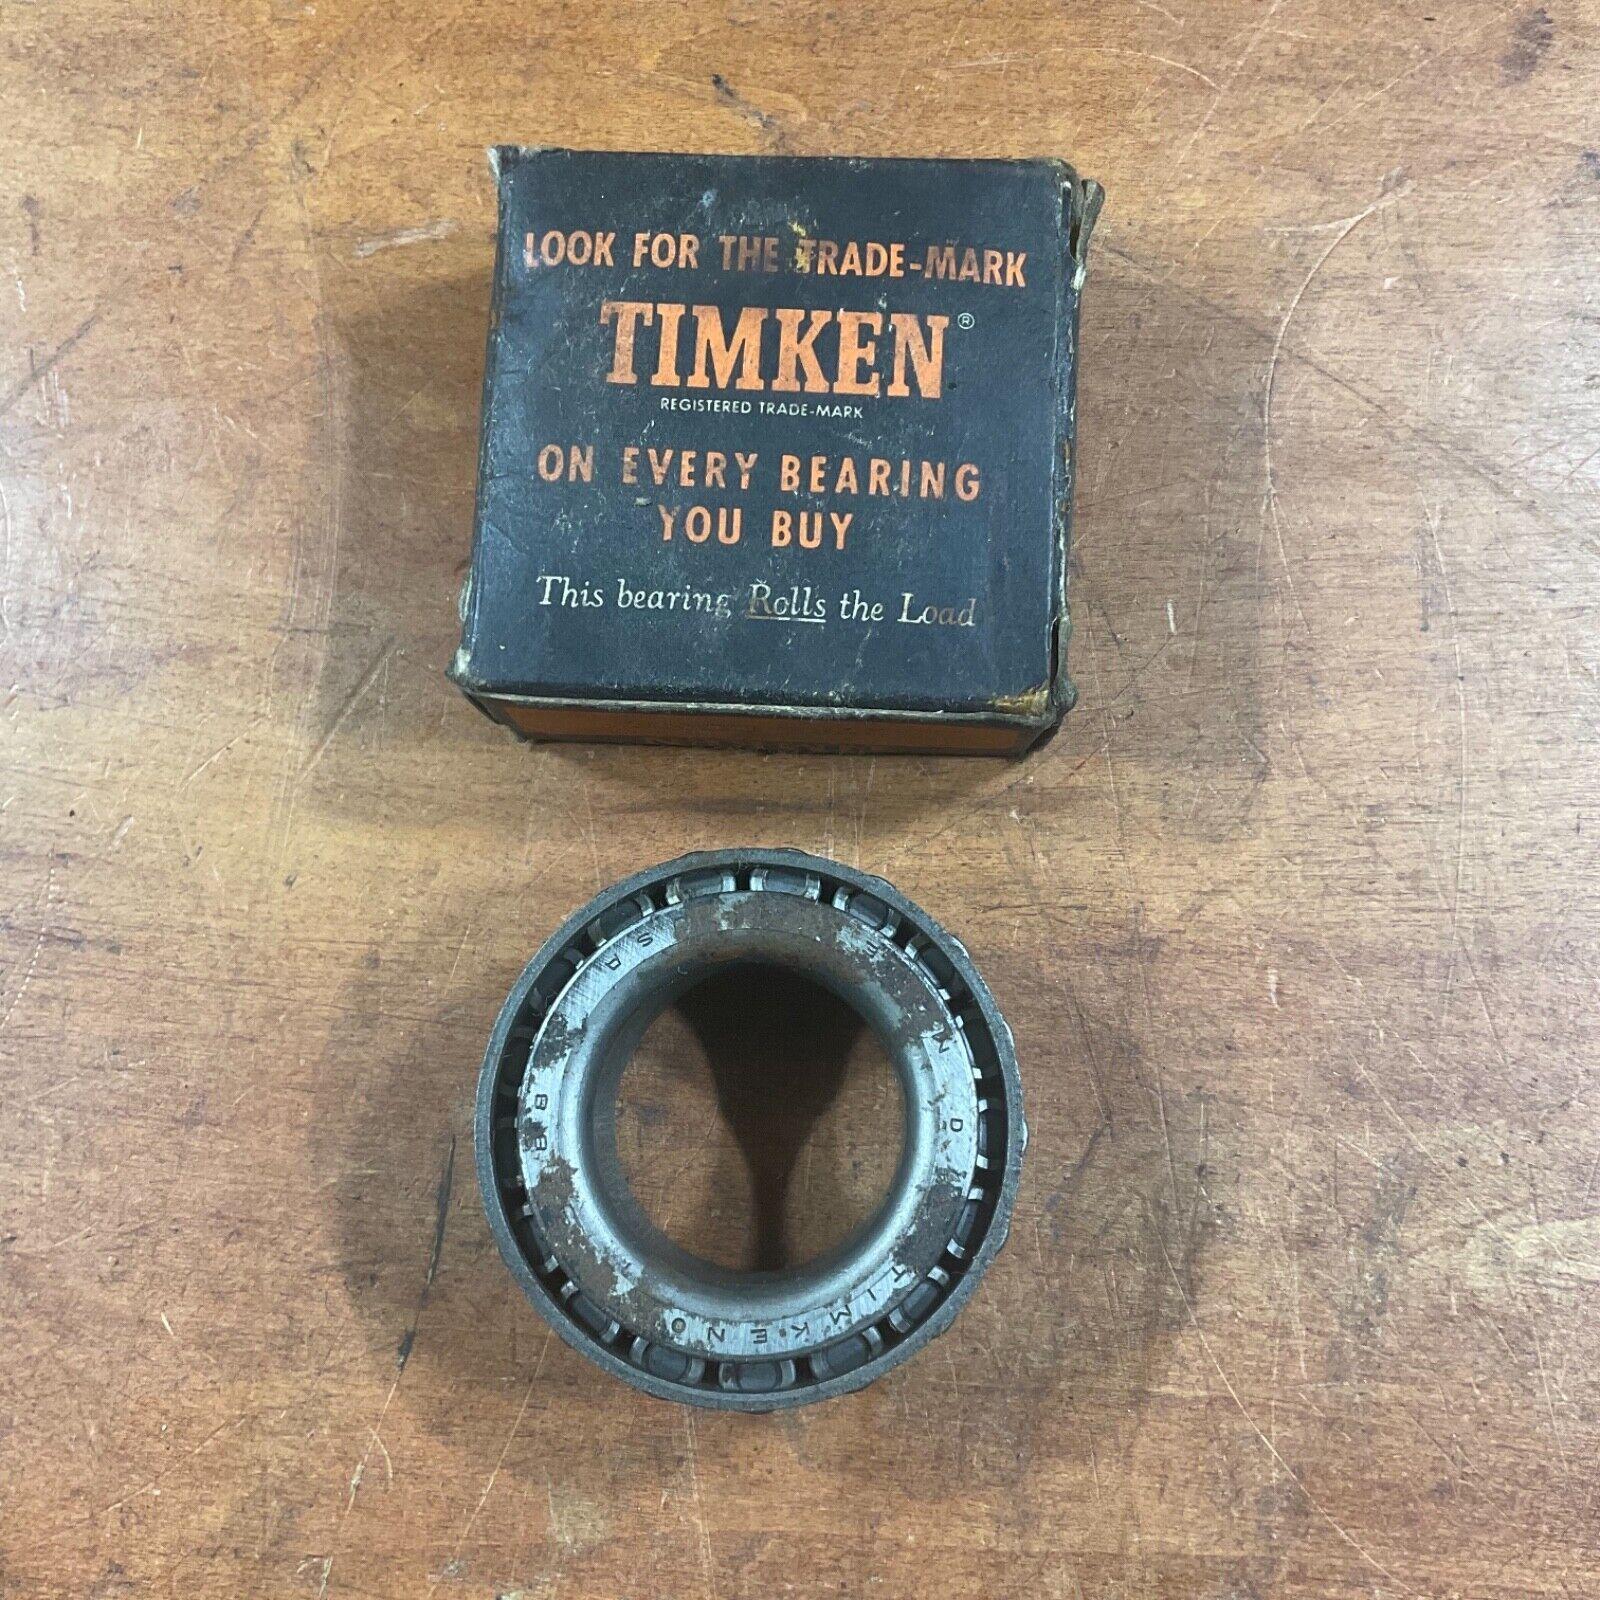 LOOK FOR THE TRADE-MARK
TIMKEN®
REGISTERED TRADE-MARK
ON EVERY BEARING
YOU BUY
This bearing Rolls the Load
TIMKEN